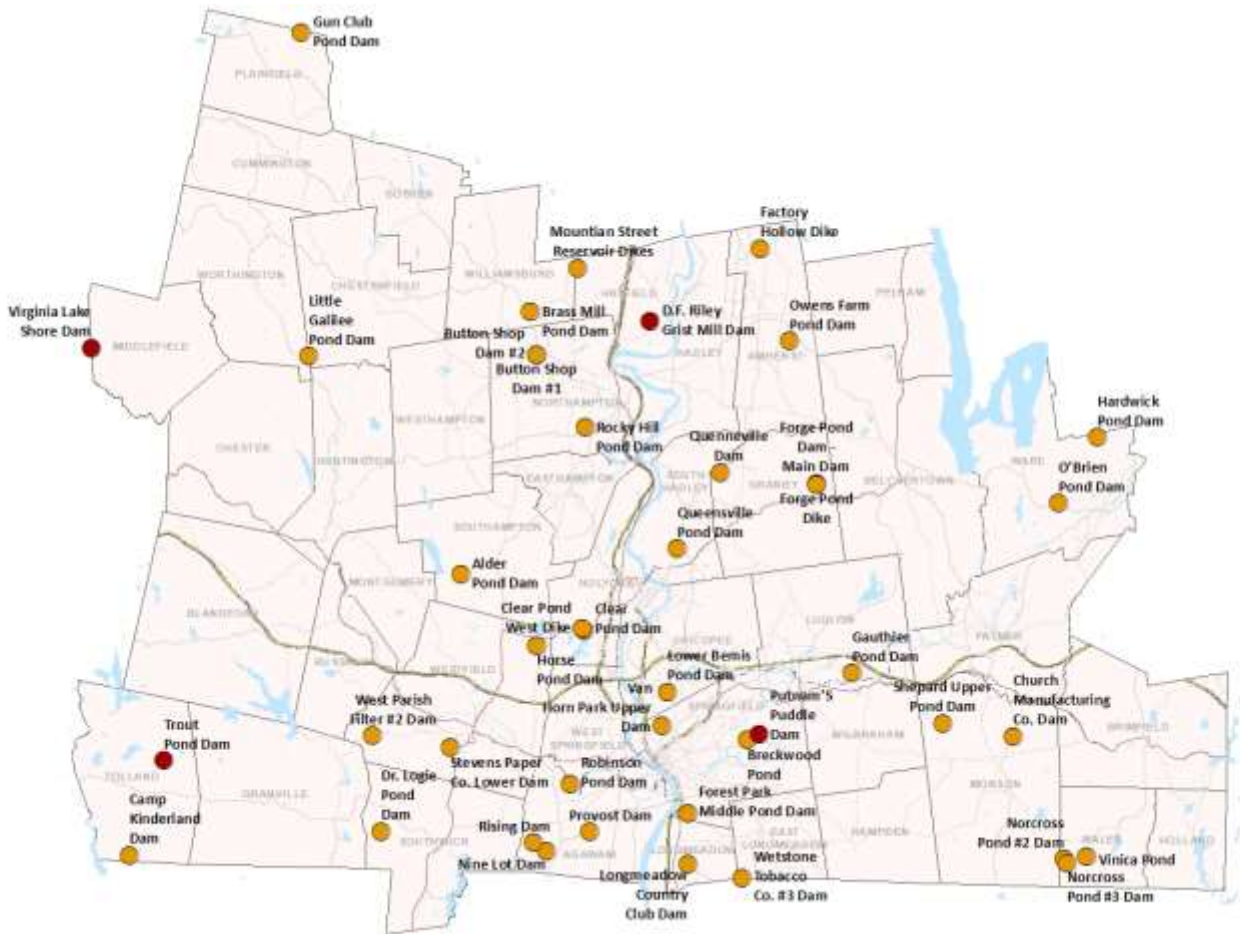 Gun Club
Pond Dam
PLAINFIELD
CUMMINGTON
GOSHEN
Factory
Hollow Dike
Mountian Street
Reservoir Dykes
WORTHINGTON
CHESTERFIELD
WILLIAMSBURG
HATFIELD
PELHAM
Virginia Lake
Shore Dam
MIDDLEFIELD
Little
Galilee
Pond Dam
Brass Mill
Pond Dam
D.F. Riley
Grist Mill Dam
Owens Farm
Pond Dam
Button Shop
Dam #2
HADLEY
AMHERST
Button Shop
Dam #1
NORTHAMPTON
WESTHAMPTON
Hardwick
Pond Dam
Rocky Hill
Pond Dam
Quenneville
Dam
Forge Pond
Dam -
Main Dam
CHESTER
HUNTINGTON
EASTHAMPTON
SOUTH
HADLEY
GRANBY
BELCHERTOWN
WARE
O'Brien
Pond Dam
Forge Pond
Dike
Queensville
Pond Dam
SOUTHAMPTON
Alder
Pond Dam
MONTGOMERY
HOLYOKE
BLANDFORD
Clear Pond
West Dike
Clear
Pond Dam
CHICOPEE
LUDLOW
PALMER
Gauthier
Pond Dam
Lower Bemis
Pond Dam
WESTFIELD
Horse
Pond Dam
Van
Horn Park Upper
Dam
SPRINGFIELD
Putnam's
Puddle
Dam
Shepard Upper
Pond Dam
Church
Manufacturing
Co. Dam
BRIMFIELD
West Parish
Filter #2 Dam
WEST
SPRINGFIELD
WILBRAHAM
Breckwood
Pond
Trout
Pond Dam
TOLLAND
Stevens Paper
Co. Lower Dam
Robinson
Pond Dam
MONSON
GRANVILLE
Dr. Logie
Pond
Dam
Forest Park
Middle Pond Dam
Camp
Kinderland
Dam
Provost Dam
Rising Dam
SOUTHWICK
AGAWAM
Nine Lot Dam
LONGMEADOW
EAST
LONGMEADOW
HAMPDEN
Norcross
Pond #2 Dam
WALES
HOLLAND
Vinica Pond
Norcross
Pond #3 Dam
Longmeadow
Country
Club Dam
Wetstone
Tobacco
Co. #3 Dam